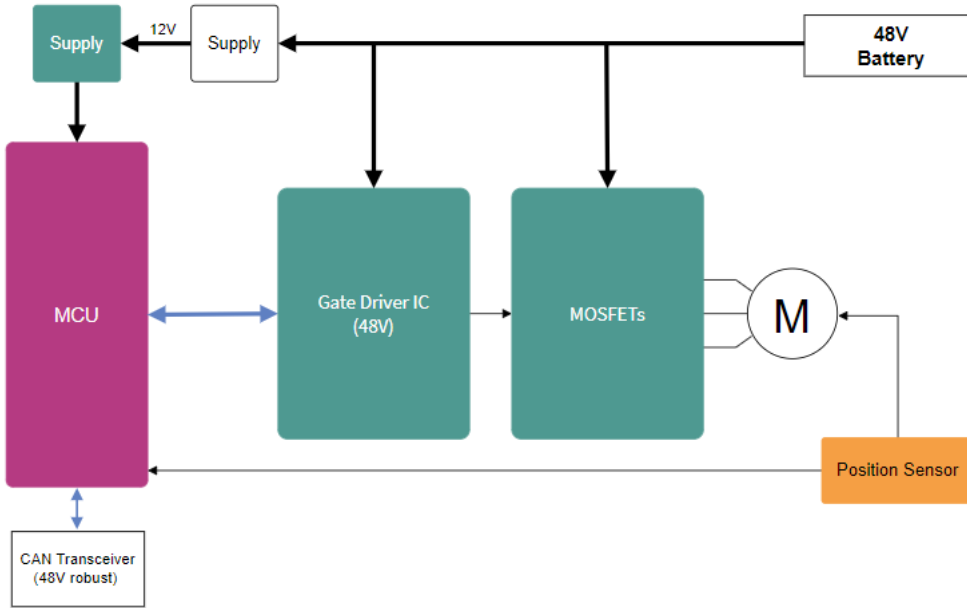 Supply
12V
Supply
48V
Battery
MCU
Gate Driver IC
(48V)
MOSFETs
M
Position Sensor
CAN Transceiver
(48V robust)